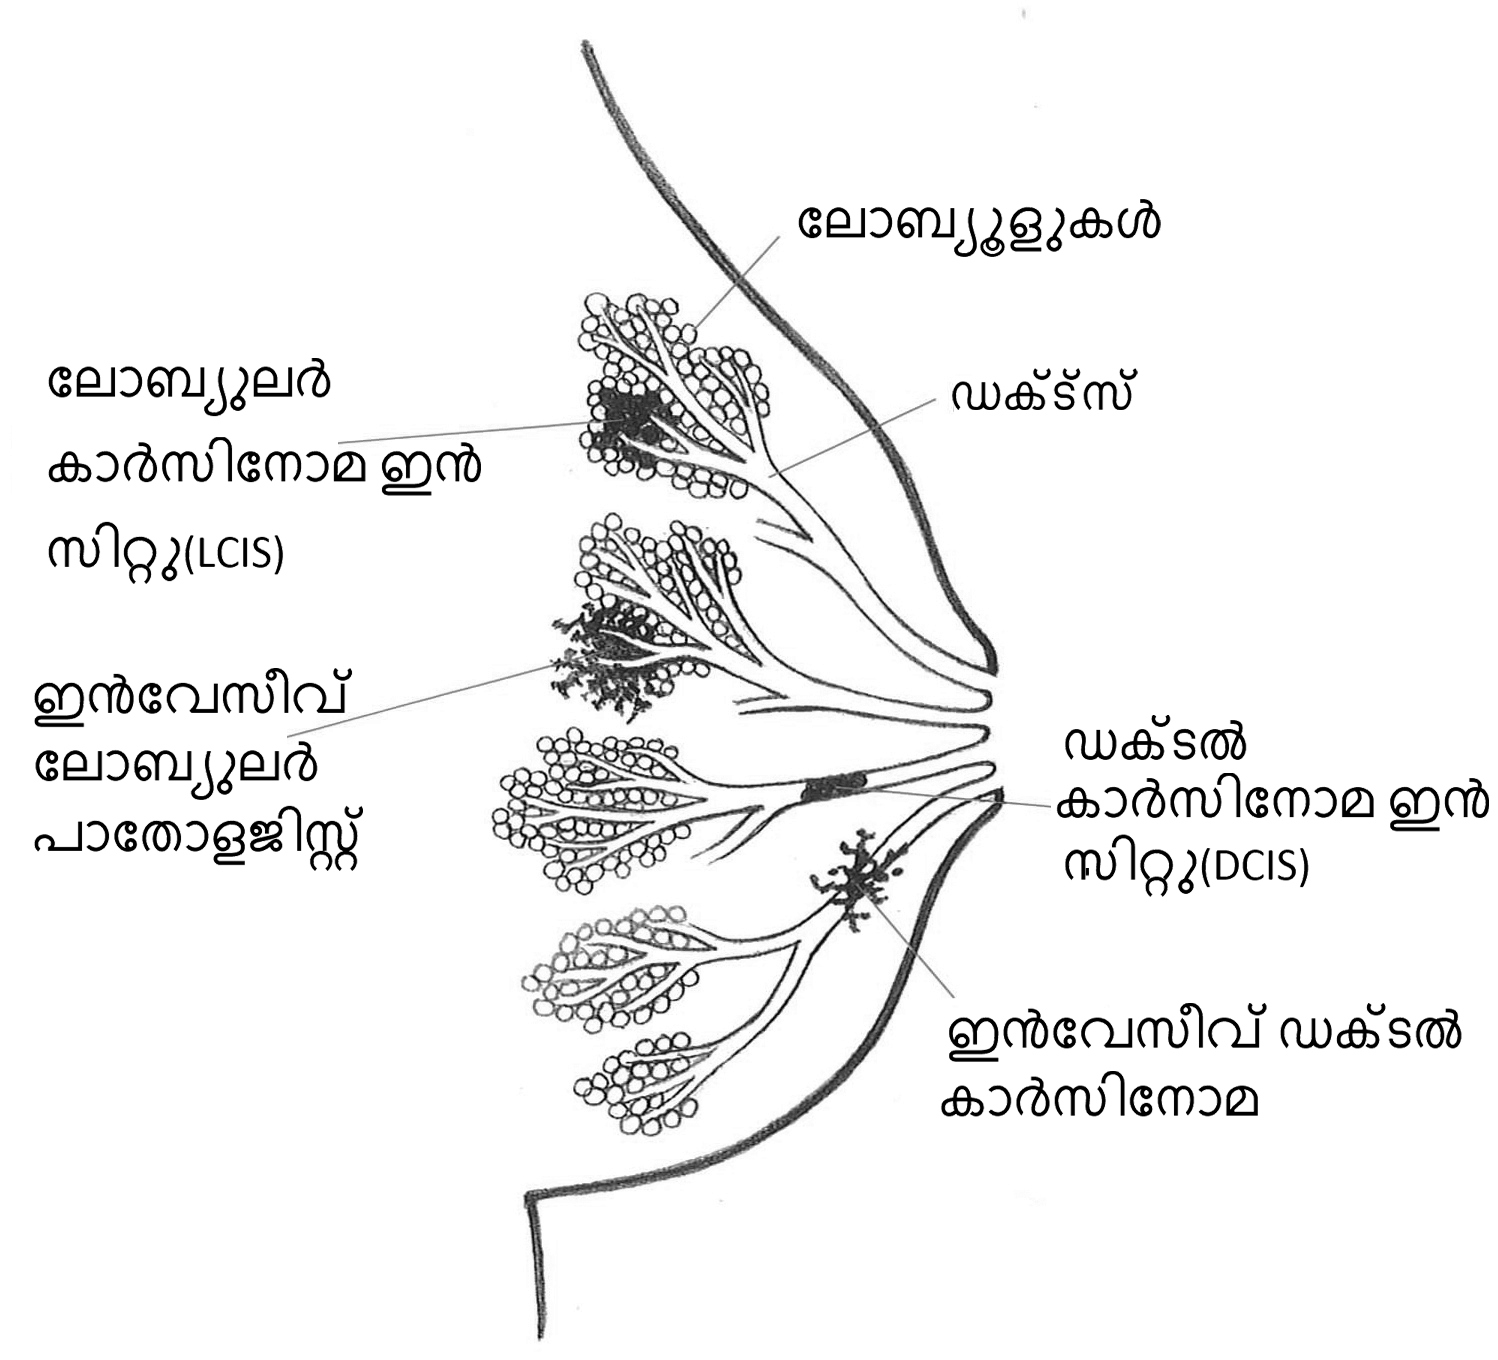 ലോബ്യൂളുകൾ
ഡക്ട്സ്
ലോബ്യുലർ
കാർസിനോമ ഇൻ
സിറ്റു(LCIS)
ഇൻവേസീവ്
ലോബ്യുലർ
പാതോളജിസ്റ്റ്
ഡക്ടൽ
കാർസിനോമ ഇൻ
സിറ്റു(DCIS)
ഇൻവേസീവ് ഡക്ടൽ
കാർസിനോമ